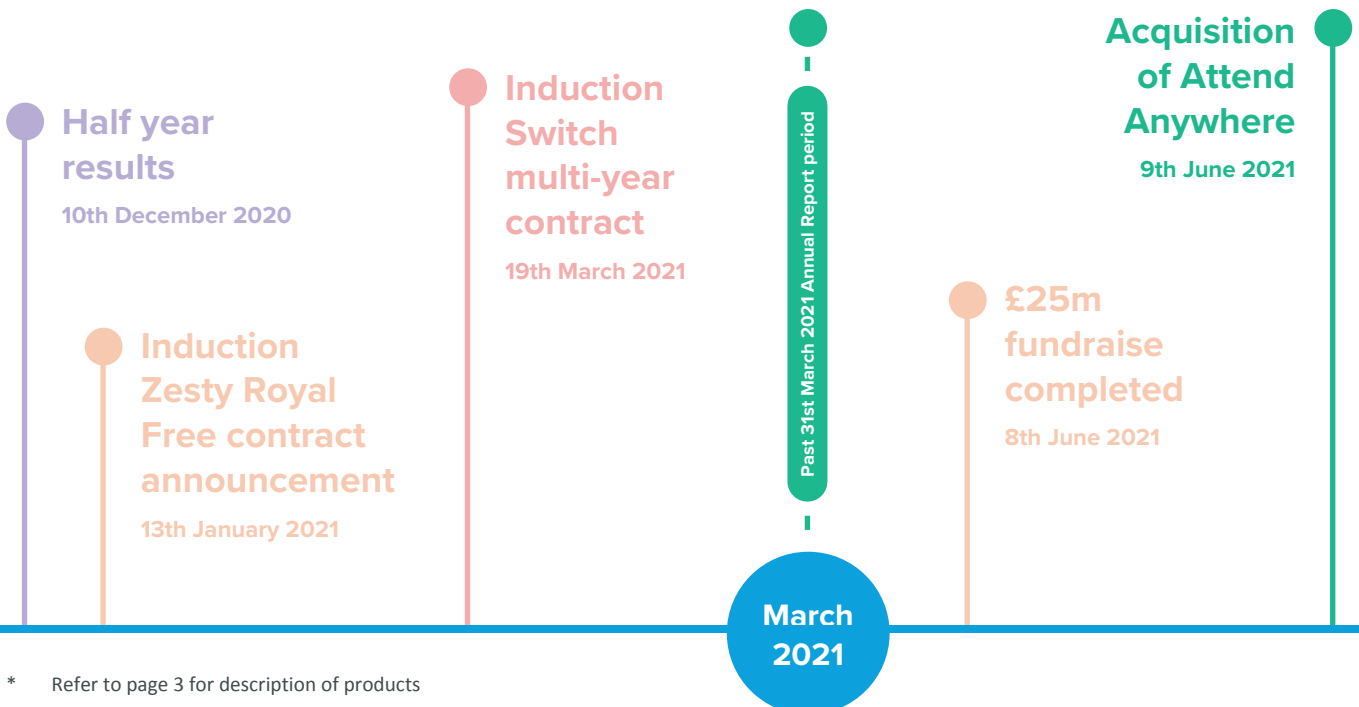 Half year
results
10th December 2020
Induction
Zesty Royal
Free contract
announcement
13th January 2021
Induction
Switch
multi-year
contract
19th March 2021
Past 31st March 2021 Annual Report period
March
2021
£25m
fundraise
completed
8th June 2021
Acquisition
of Attend
Anywhere
9th June 2021
* Refer to page 3 for description of products